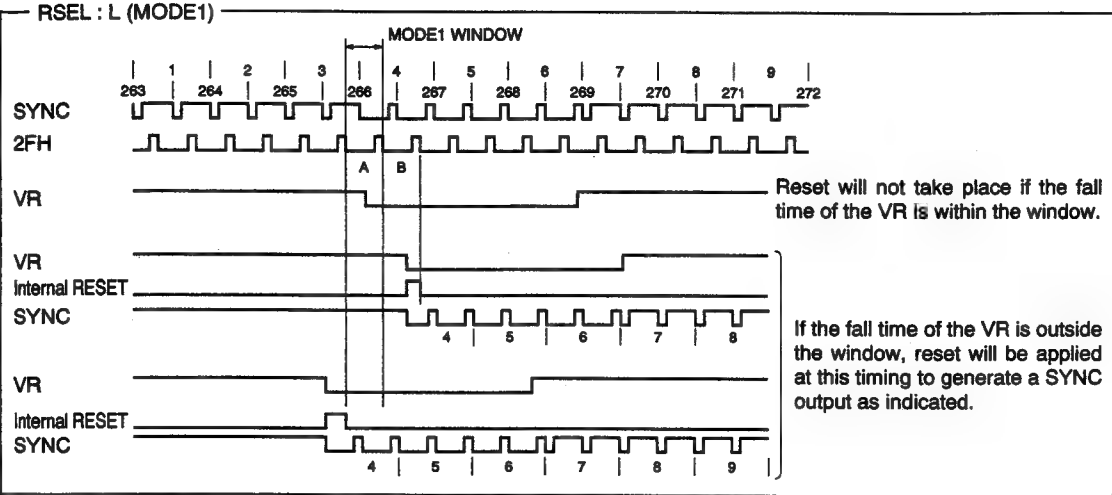 RSEL : L (MODE1)
MODE1 WINDOW
1 2 3 4 5 6 7 8 9
263 264 265 266 267 268 269 270 271 272
SYNC
2FH
A B
VR
Reset will not take place if the fall
time of the VR is within the window.
VR
Internal RESET
SYNC
4 5 6 7 8
If the fall time of the VR is outside
the window, reset will be applied
at this timing to generate a SYNC
output as indicated.
VR
Internal RESET
SYNC
4 5 6 7 8 9